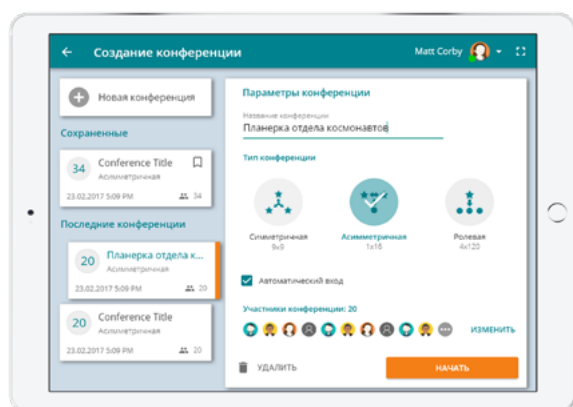 Создание конференции
Matt Corby
Новая конференция
Сохраненные
34
Conference Title
Асимметричная
23.02.2017 5:09 PM
34
Последние конференции
20
Планерка отдела к...
Асимметричная
23.02.2017 5:09 PM
20
20
Conference Title
Асимметричная
23.02.2017 5:09 PM
20
Параметры конференции
Название конференции
Планерка отдела космонавтов
Тип конференции
Симметричная
9x9
Асимметричная
1x16
Ролевая
4x120
Автоматический вход
Участники конференции: 20
ИЗМЕНИТЬ
УДАЛИТЬ
НАЧАТЬ